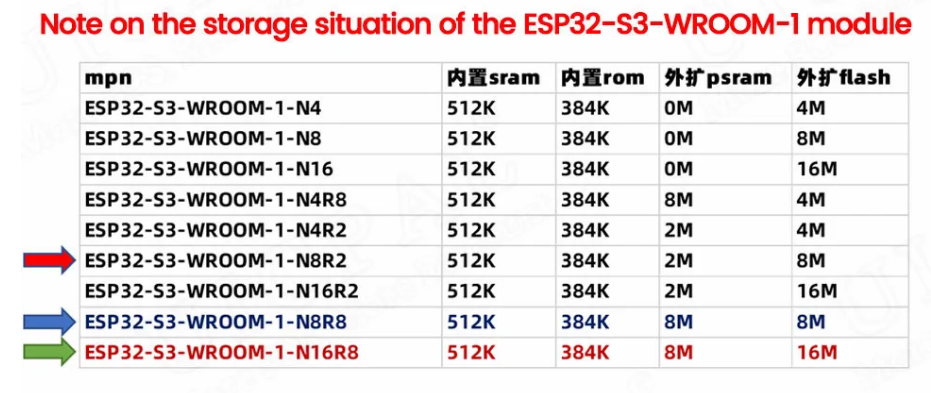 Note on the storage situation of the ESP32-S3-WROOM-1 module
mpn 内置sram 内置rom 外扩psram 外扩flash
ESP32-S3-WROOM-1-N4 512K 384K 0M 4M
ESP32-S3-WROOM-1-N8 512K 384K 0M 8M
ESP32-S3-WROOM-1-N16 512K 384K 0M 16M
ESP32-S3-WROOM-1-N4R8 512K 384K 8M 4M
ESP32-S3-WROOM-1-N4R2 512K 384K 2M 4M
ESP32-S3-WROOM-1-N8R2 512K 384K 2M 8M
ESP32-S3-WROOM-1-N16R2 512K 384K 2M 16M
ESP32-S3-WROOM-1-N8R8 512K 384K 8M 8M
ESP32-S3-WROOM-1-N16R8 512K 384K 8M 16M